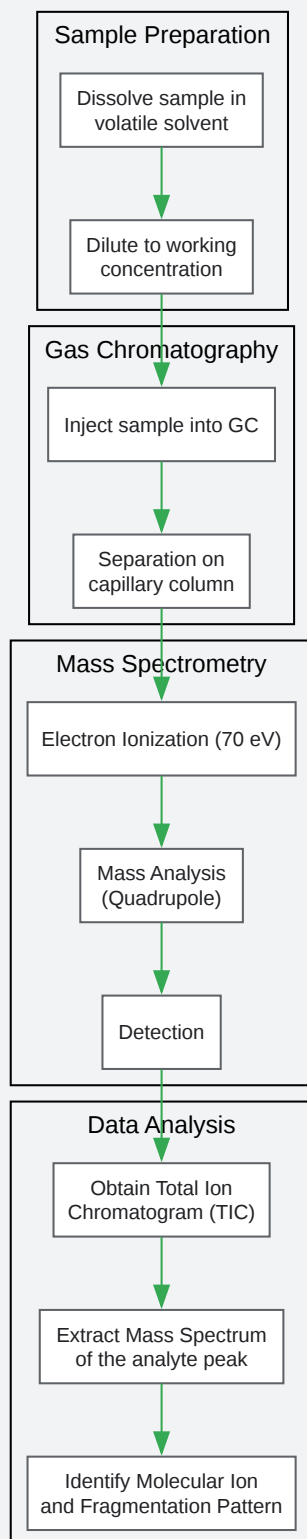 Sample Preparation
Dissolve sample in
volatile solvent
Dilute to working
concentration
Gas Chromatography
Inject sample into GC
Separation on
capillary column
Mass Spectrometry
Electron Ionization (70 eV)
Mass Analysis
(Quadrupole)
Detection
Data Analysis
Obtain Total Ion
Chromatogram (TIC)
Extract Mass Spectrum
of the analyte peak
Identify Molecular Ion
and Fragmentation Pattern